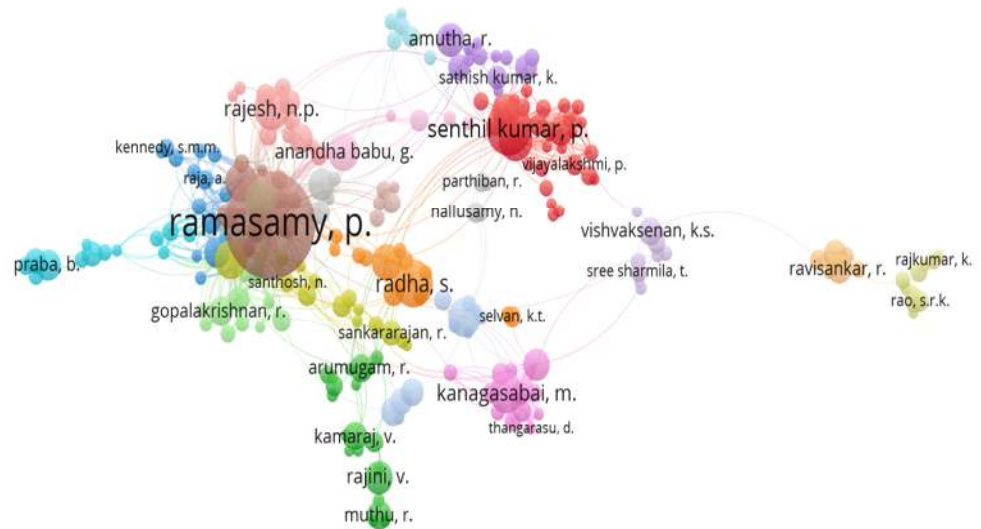 amutha, r.
sathish kumar, k.
rajesh, n.p.
senthil kumar, p.
kennedy, s.m.m.
anandha babu, g.
vijayalakshmi, p.
raja, a.
parthiban, r.
ramasamy, p.
nallusamy, n.
vishvaksenan, k.s.
praba, b.
sree sharmila, t.
ravisankar, r.
rajkumar, k.
santhosh, n.
radha, s.
rao, s.r.k.
gopalakrishnan, r.
selvan, k.t.
sankararajan, r.
arumugam, r.
kanagasabai, m.
thangarasu, d.
kamaraj, v.
rajini, v.
muthu, r.